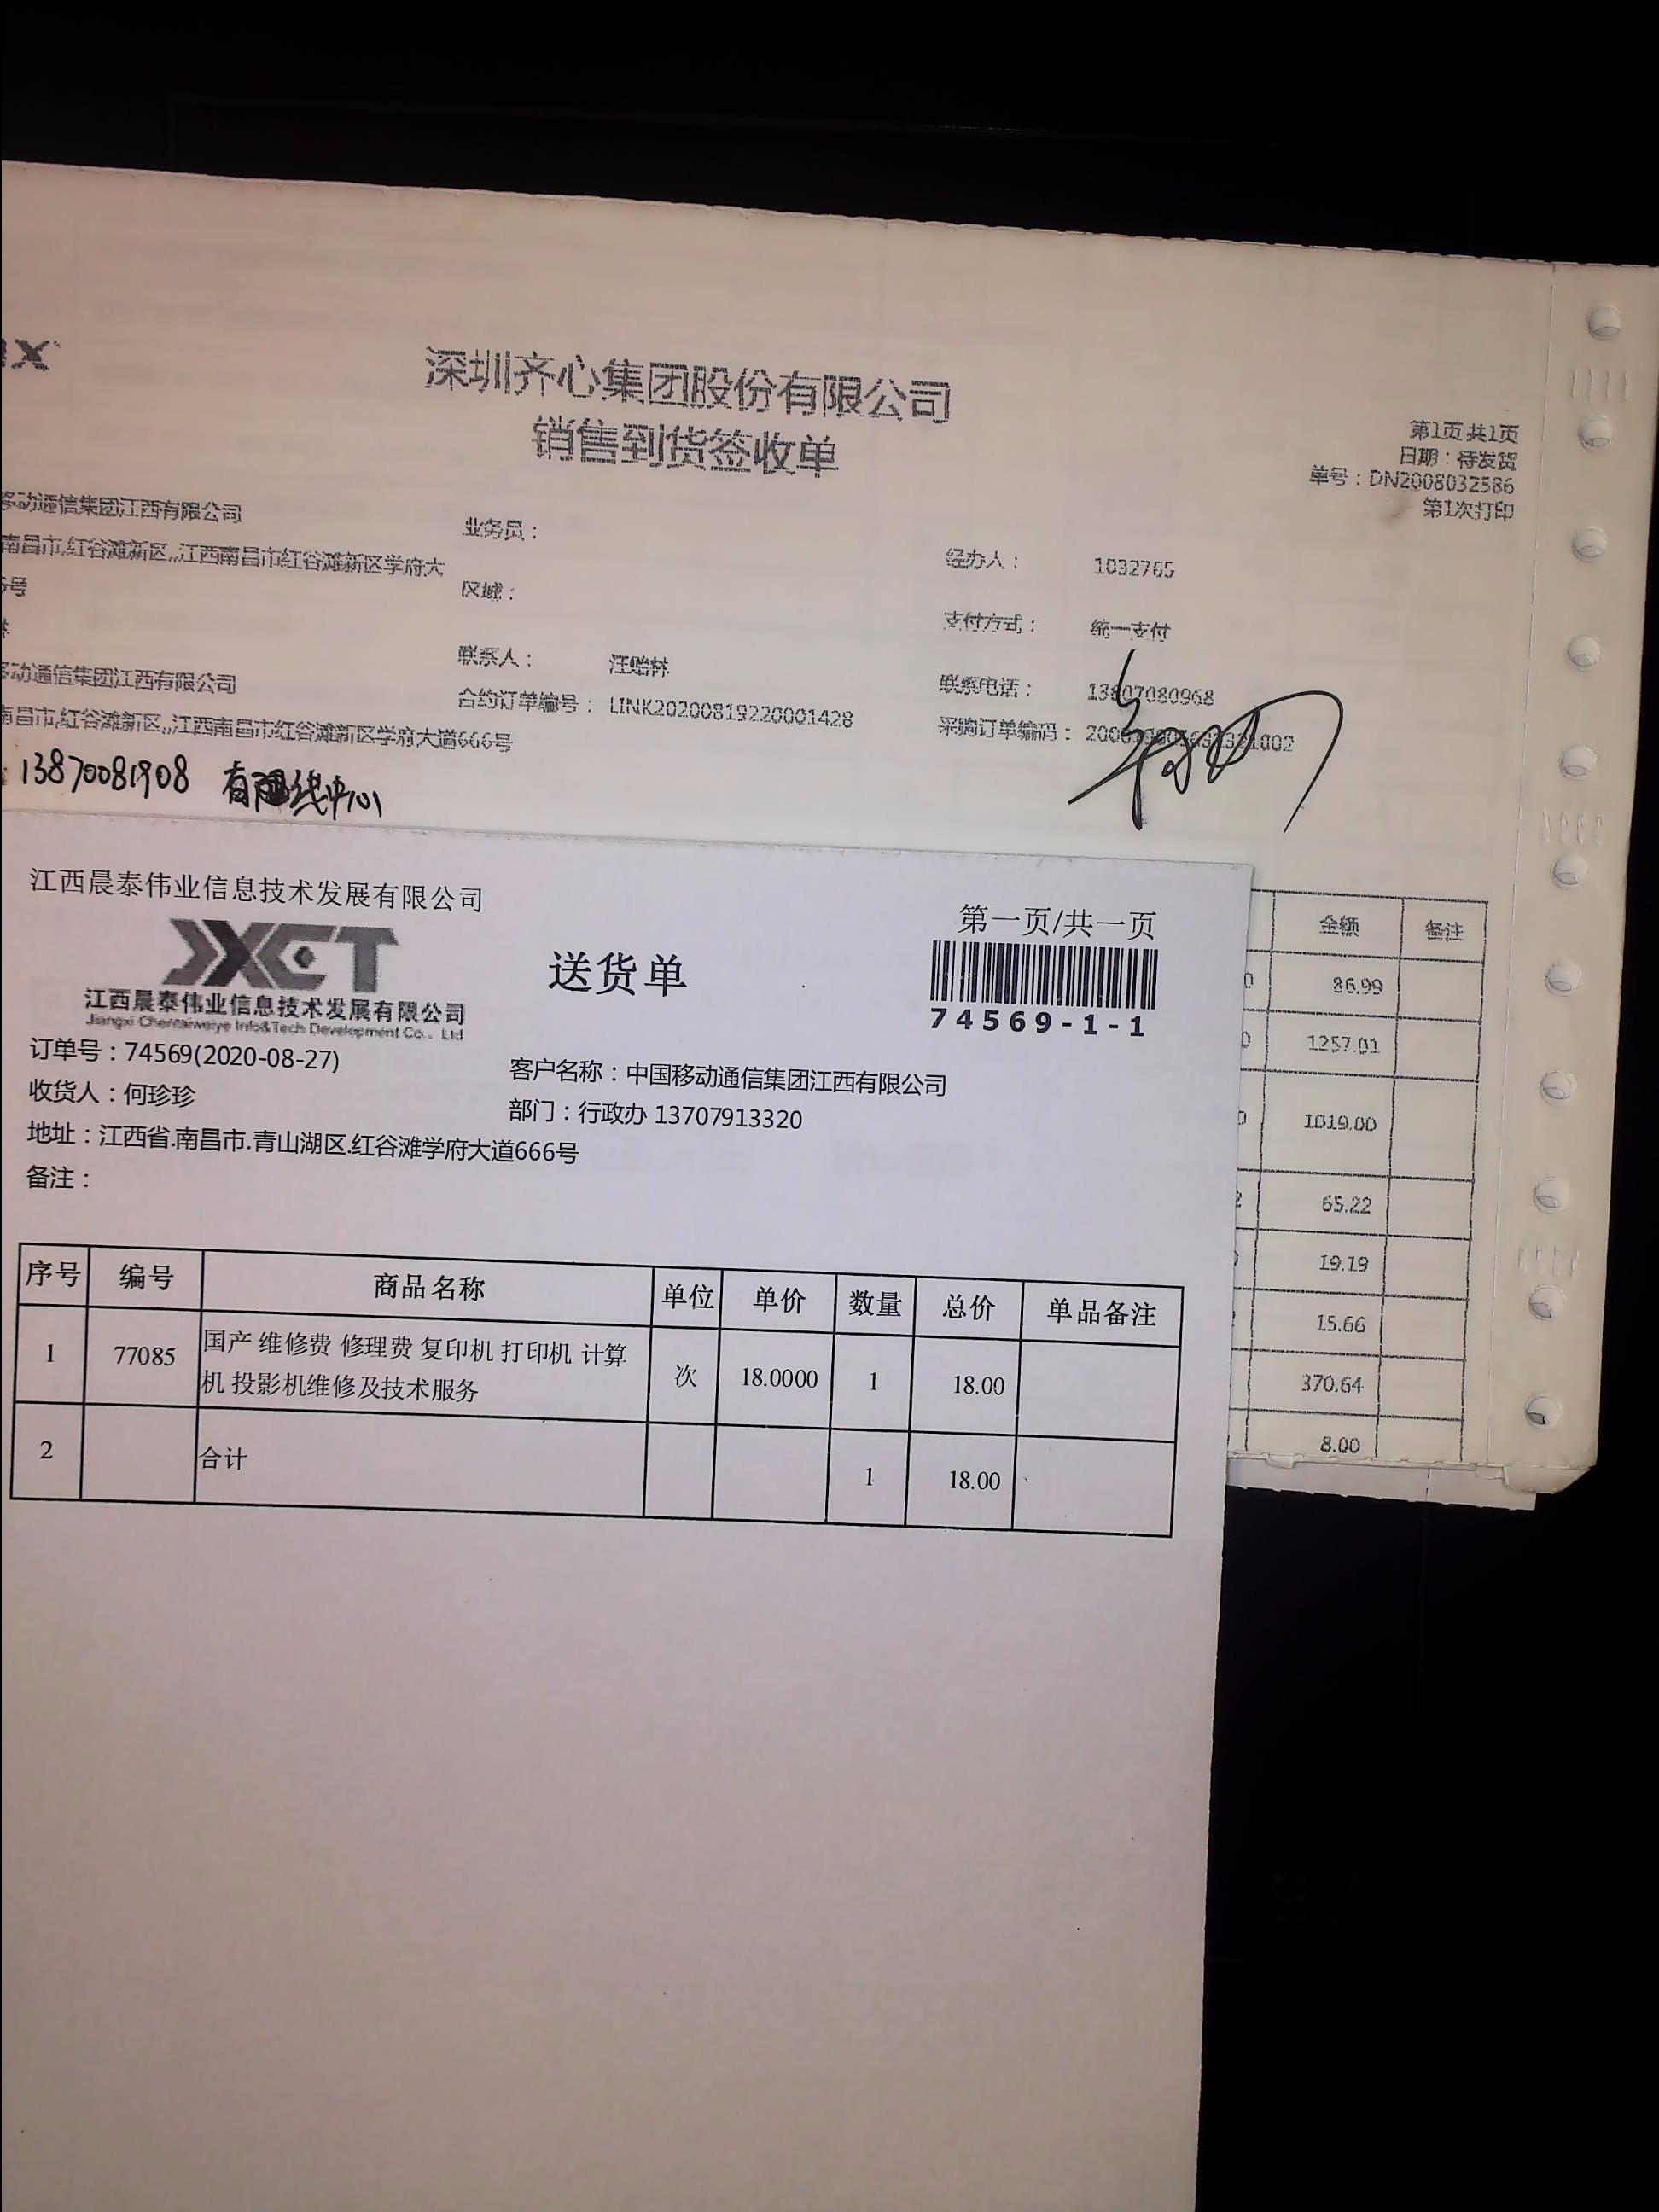 深圳齐心集团股份有限公司
销售到货签收单
第1页 共1页
日期：待发货
单号：DN2008032586
第1次打印
移动通信集团江西有限公司
业务员：
南昌市,红谷滩新区,,江西南昌市红谷滩新区学府大
经办人： 1032765
号
区域：
支付方式： 统一支付
联系人： 汪贻林
联系电话： 13807080968
移动通信集团江西有限公司
合约订单编号： LINK20200819220001428
南昌市,红谷滩新区,,江西南昌市红谷滩新区学府大道666号
采购订单编码：
13870081908
金额 备注
86.99
1257.01
1019.00
65.22
19.19
15.66
370.64
8.00
江西晨泰伟业信息技术发展有限公司
第一页/共一页
JXCT
江西晨泰伟业信息技术发展有限公司
Jiangxi Chentaiweiye Info&Tech Development Co., Ltd
送货单
74569-1-1
订单号：74569(2020-08-27)
客户名称：中国移动通信集团江西有限公司
收货人：何珍珍
部门：行政办 13707913320
地址：江西省.南昌市.青山湖区.红谷滩学府大道666号
备注：
序号 编号 商品名称 单位 单价 数量 总价 单品备注
1 77085 国产 维修费 修理费 复印机 打印机 计算 次 18.0000 1 18.00
机 投影机维修及技术服务
2 合计 1 18.00